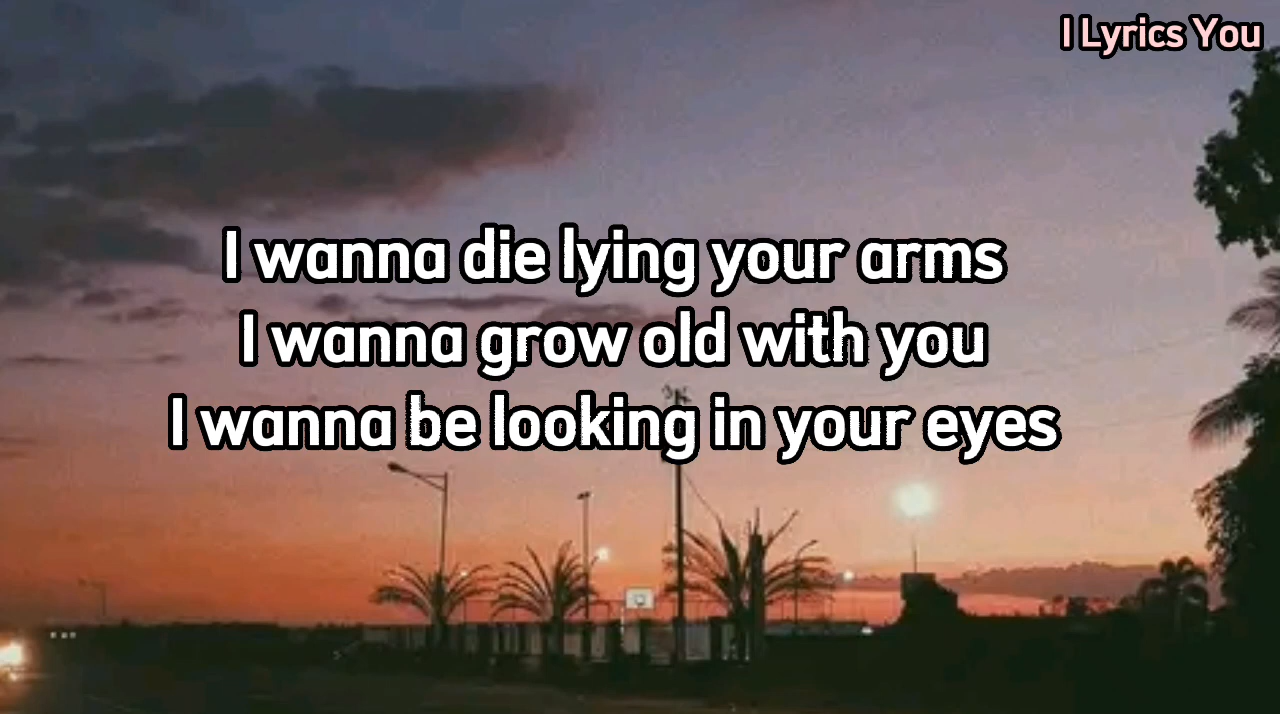 I Lyrics You
I wanna die lying your arms
I wanna grow old with you
I wanna be looking in your eyes